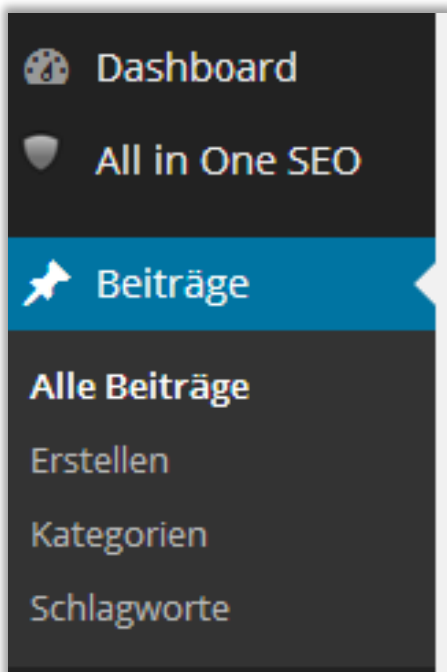 Dashboard
All in One SEO
Beiträge
Alle Beiträge
Erstellen
Kategorien
Schlagworte